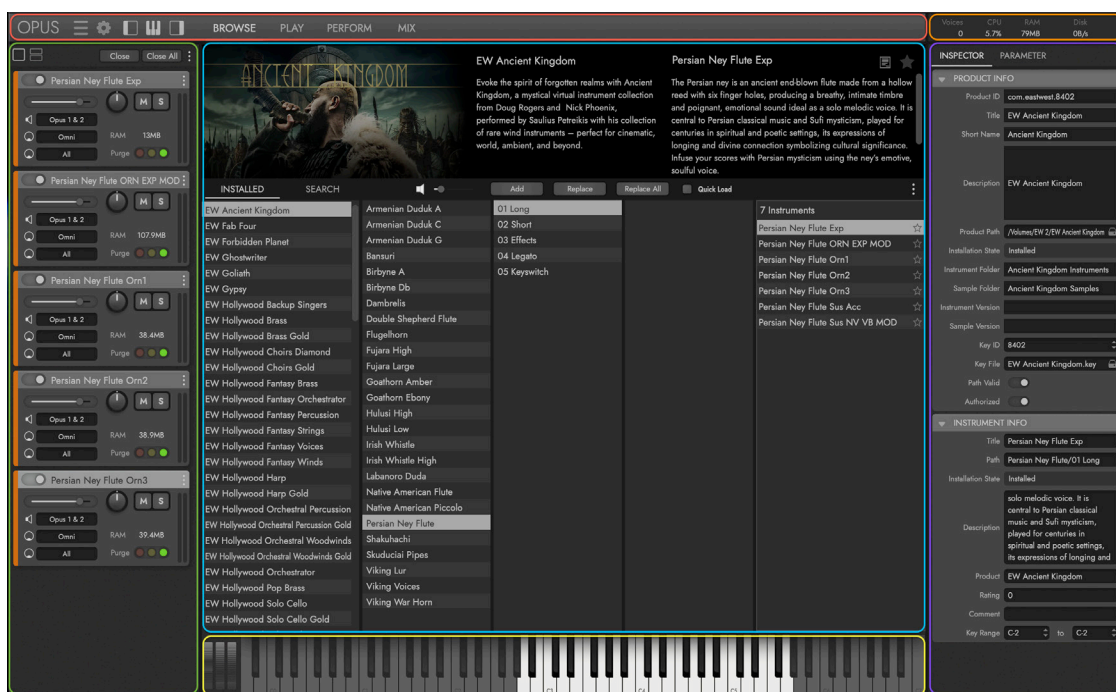 OPUS
BROWSE PLAY PERFORM MIX
Voices CPU RAM Disk
0 5.7% 79MB 0B/s
Close Close All
Persian Ney Flute Exp
M S
Opus 1 & 2
Omni RAM 13MB
All Purge
Persian Ney Flute ORN EXP MOD
M S
Opus 1 & 2
Omni RAM 107.9MB
All Purge
Persian Ney Flute Orn1
M S
Opus 1 & 2
Omni RAM 38.4MB
All Purge
Persian Ney Flute Orn2
M S
Opus 1 & 2
Omni RAM 38.9MB
All Purge
Persian Ney Flute Orn3
M S
Opus 1 & 2
Omni RAM 39.4MB
All Purge
ANCIENT KINGDOM
EW Ancient Kingdom
Evoke the spirit of forgotten realms with Ancient
Kingdom, a mystical virtual instrument collection
from Doug Rogers and Nick Phoenix,
performed by Saulius Petreikis with his collection
of rare wind instruments – perfect for cinematic,
world, ambient, and beyond.
Persian Ney Flute Exp
The Persian ney is an ancient end-blown flute made from a hollow
reed with six finger holes, producing a breathy, intimate timbre
and poignant, emotional sound ideal as a solo melodic voice. It is
central to Persian classical music and Sufi mysticism, played for
centuries in spiritual and poetic settings, its expressions of
longing and divine connection symbolizing cultural significance.
Infuse your scores with Persian mysticism using the ney's emotive,
soulful voice.
INSTALLED SEARCH
Add Replace Replace All Quick Load
EW Ancient Kingdom
EW Fab Four
EW Forbidden Planet
EW Ghostwriter
EW Goliath
EW Gypsy
EW Hollywood Backup Singers
EW Hollywood Brass
EW Hollywood Brass Gold
EW Hollywood Choirs Diamond
EW Hollywood Choirs Gold
EW Hollywood Fantasy Brass
EW Hollywood Fantasy Orchestrator
EW Hollywood Fantasy Percussion
EW Hollywood Fantasy Strings
EW Hollywood Fantasy Voices
EW Hollywood Fantasy Winds
EW Hollywood Harp
EW Hollywood Harp Gold
EW Hollywood Orchestral Percussion
EW Hollywood Orchestral Percussion Gold
EW Hollywood Orchestral Woodwinds
EW Hollywood Orchestral Woodwinds Gold
EW Hollywood Orchestrator
EW Hollywood Pop Brass
EW Hollywood Solo Cello
EW Hollywood Solo Cello Gold
Armenian Duduk A
Armenian Duduk C
Armenian Duduk G
Bansuri
Birbyne A
Birbyne Db
Dambrelis
Double Shepherd Flute
Flugelhorn
Fujara High
Fujara Large
Goathorn Amber
Goathorn Ebony
Hulusi High
Hulusi Low
Irish Whistle
Irish Whistle High
Labanoro Duda
Native American Flute
Native American Piccolo
Persian Ney Flute
Shakuhachi
Skuduciai Pipes
Viking Lur
Viking Voices
Viking War Horn
01 Long
02 Short
03 Effects
04 Legato
05 Keyswitch
7 Instruments
Persian Ney Flute Exp
Persian Ney Flute ORN EXP MOD
Persian Ney Flute Orn1
Persian Ney Flute Orn2
Persian Ney Flute Orn3
Persian Ney Flute Sus Acc
Persian Ney Flute Sus NV VB MOD
C3 C4 C5
INSPECTOR PARAMETER
PRODUCT INFO
Product ID com.eastwest.8402
Title EW Ancient Kingdom
Short Name Ancient Kingdom
Description EW Ancient Kingdom
Product Path /Volumes/EW 2/EW Ancient Kingdom
Installation State Installed
Instrument Folder Ancient Kingdom Instruments
Sample Folder Ancient Kingdom Samples
Instrument Version
Sample Version
Key ID 8402
Key File EW Ancient Kingdom.key
Path Valid
Authorized
INSTRUMENT INFO
Title Persian Ney Flute Exp
Path Persian Ney Flute/01 Long
Installation State Installed
Description
solo melodic voice. It is
central to Persian classical
music and Sufi mysticism,
played for centuries in
spiritual and poetic settings,
its expressions of longing and
Product EW Ancient Kingdom
Rating 0
Comment
Key Range C-2 to C-2